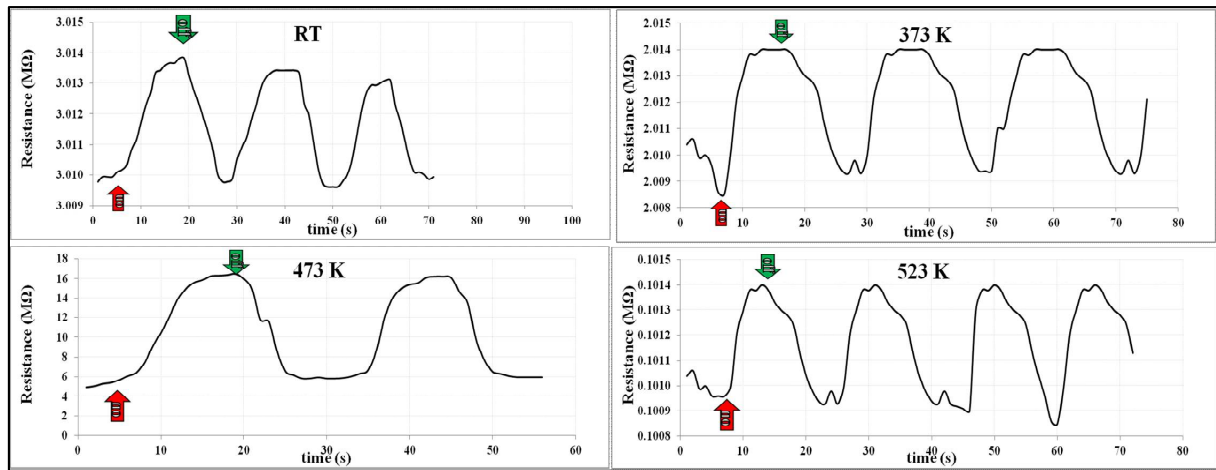 RT
Resistance (MΩ)
3.015
3.014
3.013
3.012
3.011
3.010
3.009
0 10 20 30 40 50 60 70 80 90 100
time (s)
373 K
Resistance (MΩ)
2.015
2.014
2.013
2.012
2.011
2.010
2.009
2.008
0 10 20 30 40 50 60 70 80
time (s)
473 K
Resistance (MΩ)
18
16
14
12
10
8
6
4
2
0
0 10 20 30 40 50 60
time (s)
523 K
Resistance (MΩ)
0.1015
0.1014
0.1013
0.1012
0.1011
0.1010
0.1009
0.1008
0 10 20 30 40 50 60 70 80
time (s)